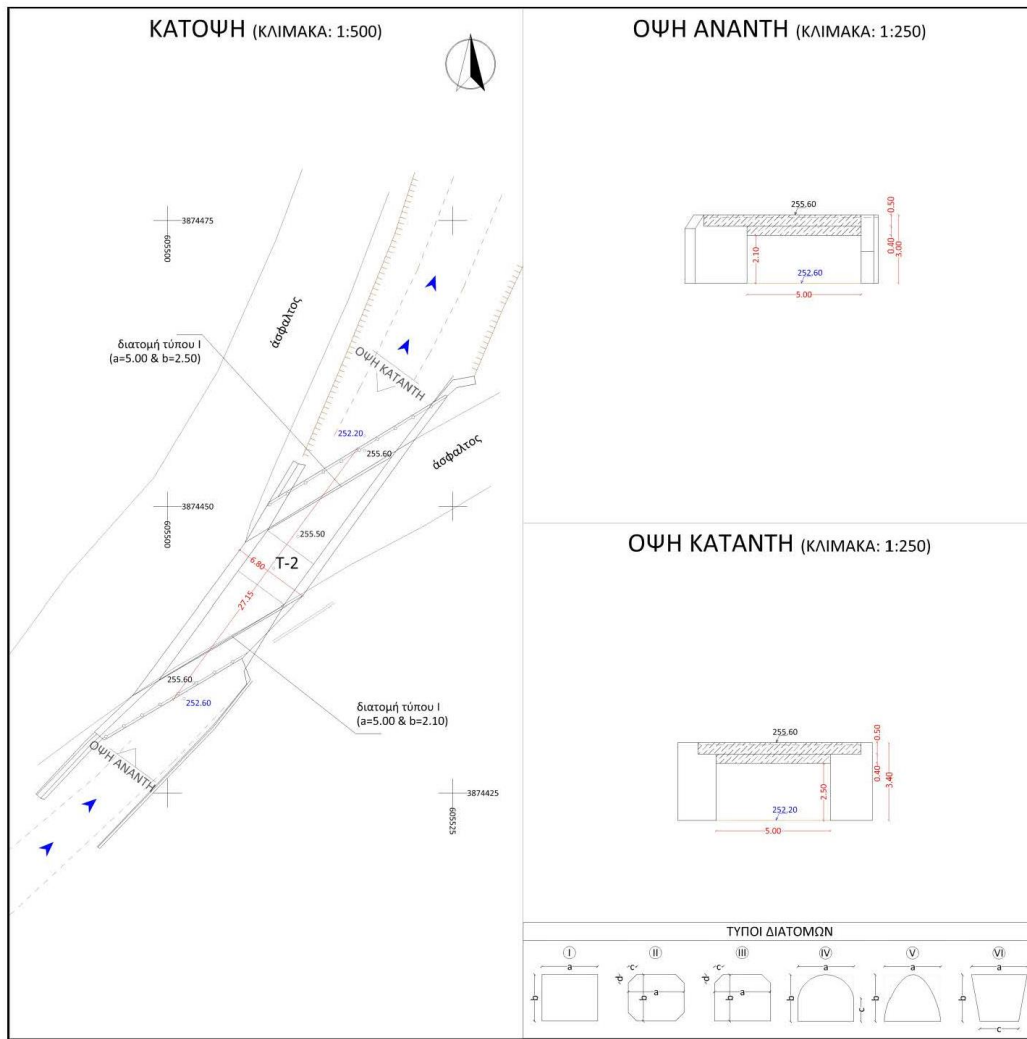 ΚΑΤΟΨΗ (ΚΛΙΜΑΚΑ: 1:500)
3874475
605500
άσφαλτος
διατομή τύπου Ι
(a=5.00 & b=2.50)
ΟΨΗ ΚΑΤΑΝΤΗ
252.20
255.60
άσφαλτος
3874450
605500
255.50
6.80
T-2
27.15
255.60
252.60
διατομή τύπου Ι
(a=5.00 & b=2.10)
ΟΨΗ ΑΝΑΝΤΗ
3874425
605525
ΟΨΗ ΑΝΑΝΤΗ (ΚΛΙΜΑΚΑ: 1:250)
255.60
0.50
0.40
3.00
2.10
252.60
5.00
ΟΨΗ ΚΑΤΑΝΤΗ (ΚΛΙΜΑΚΑ: 1:250)
255.60
0.50
0.40
3.40
2.50
252.20
5.00
ΤΥΠΟΙ ΔΙΑΤΟΜΩΝ
I II III IV V VI
a c c a a a
b d a b d a b b c b b
c